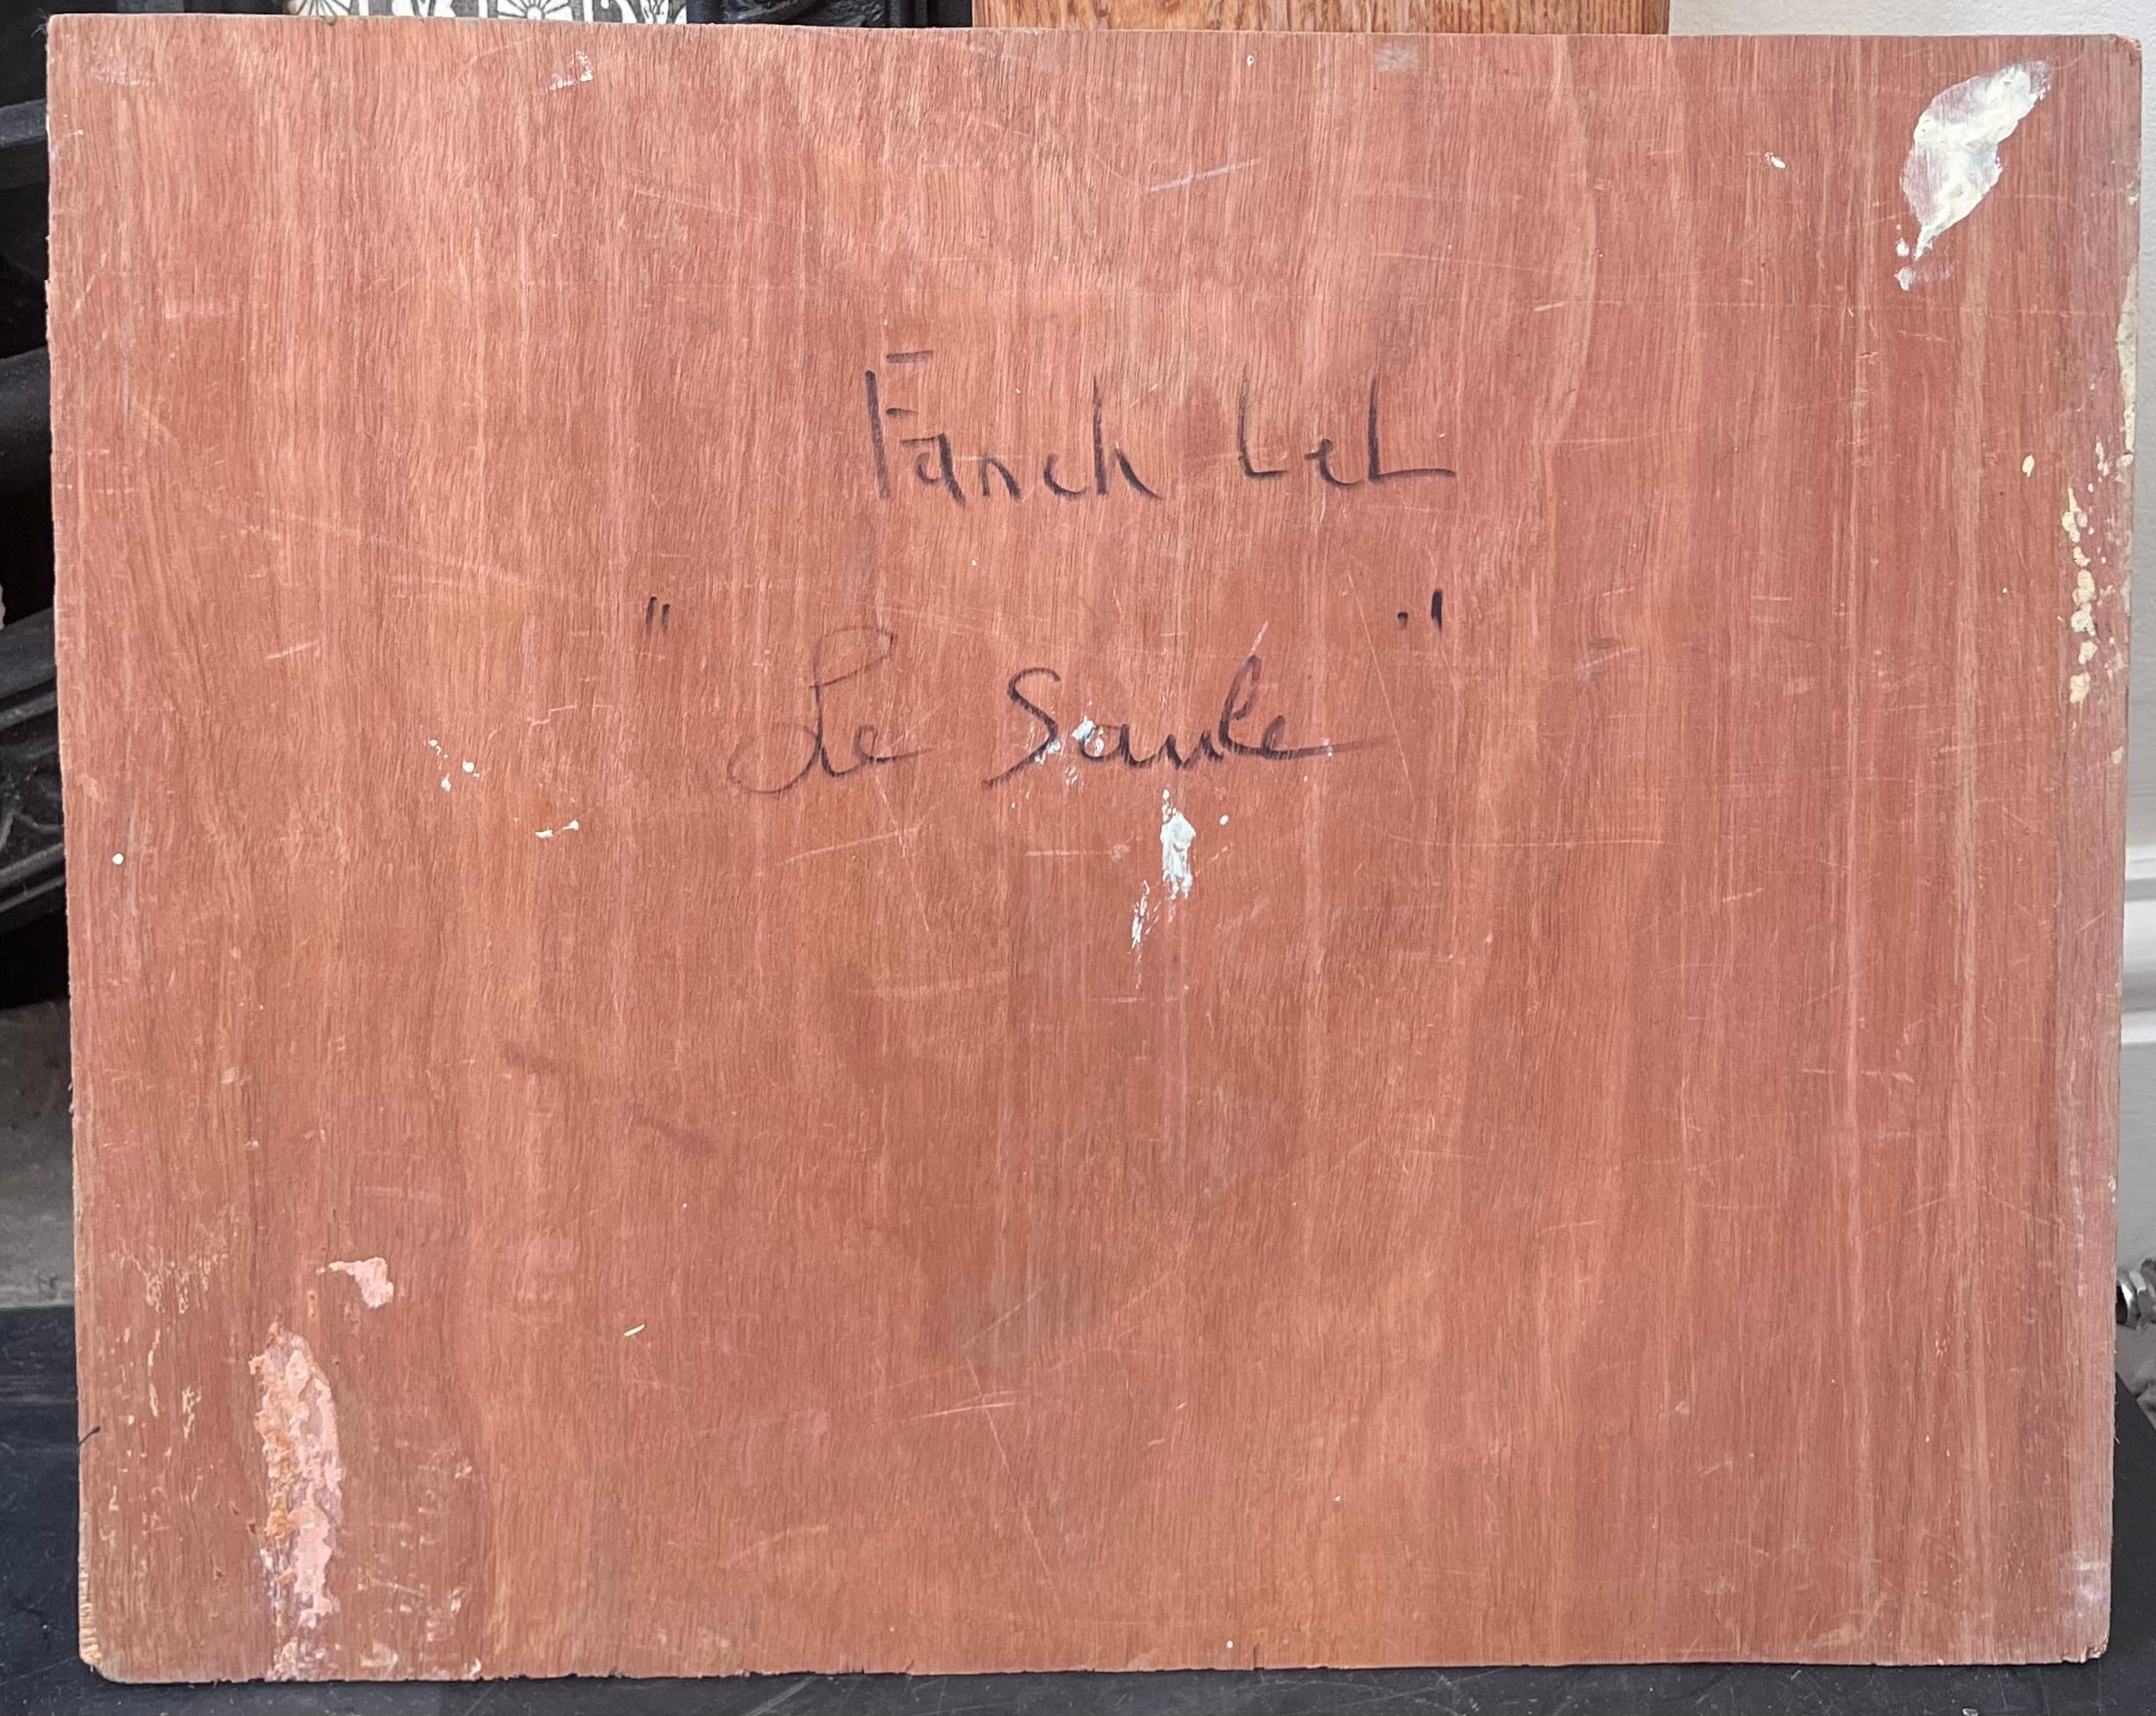 Fanch Lel
" Le Saule "